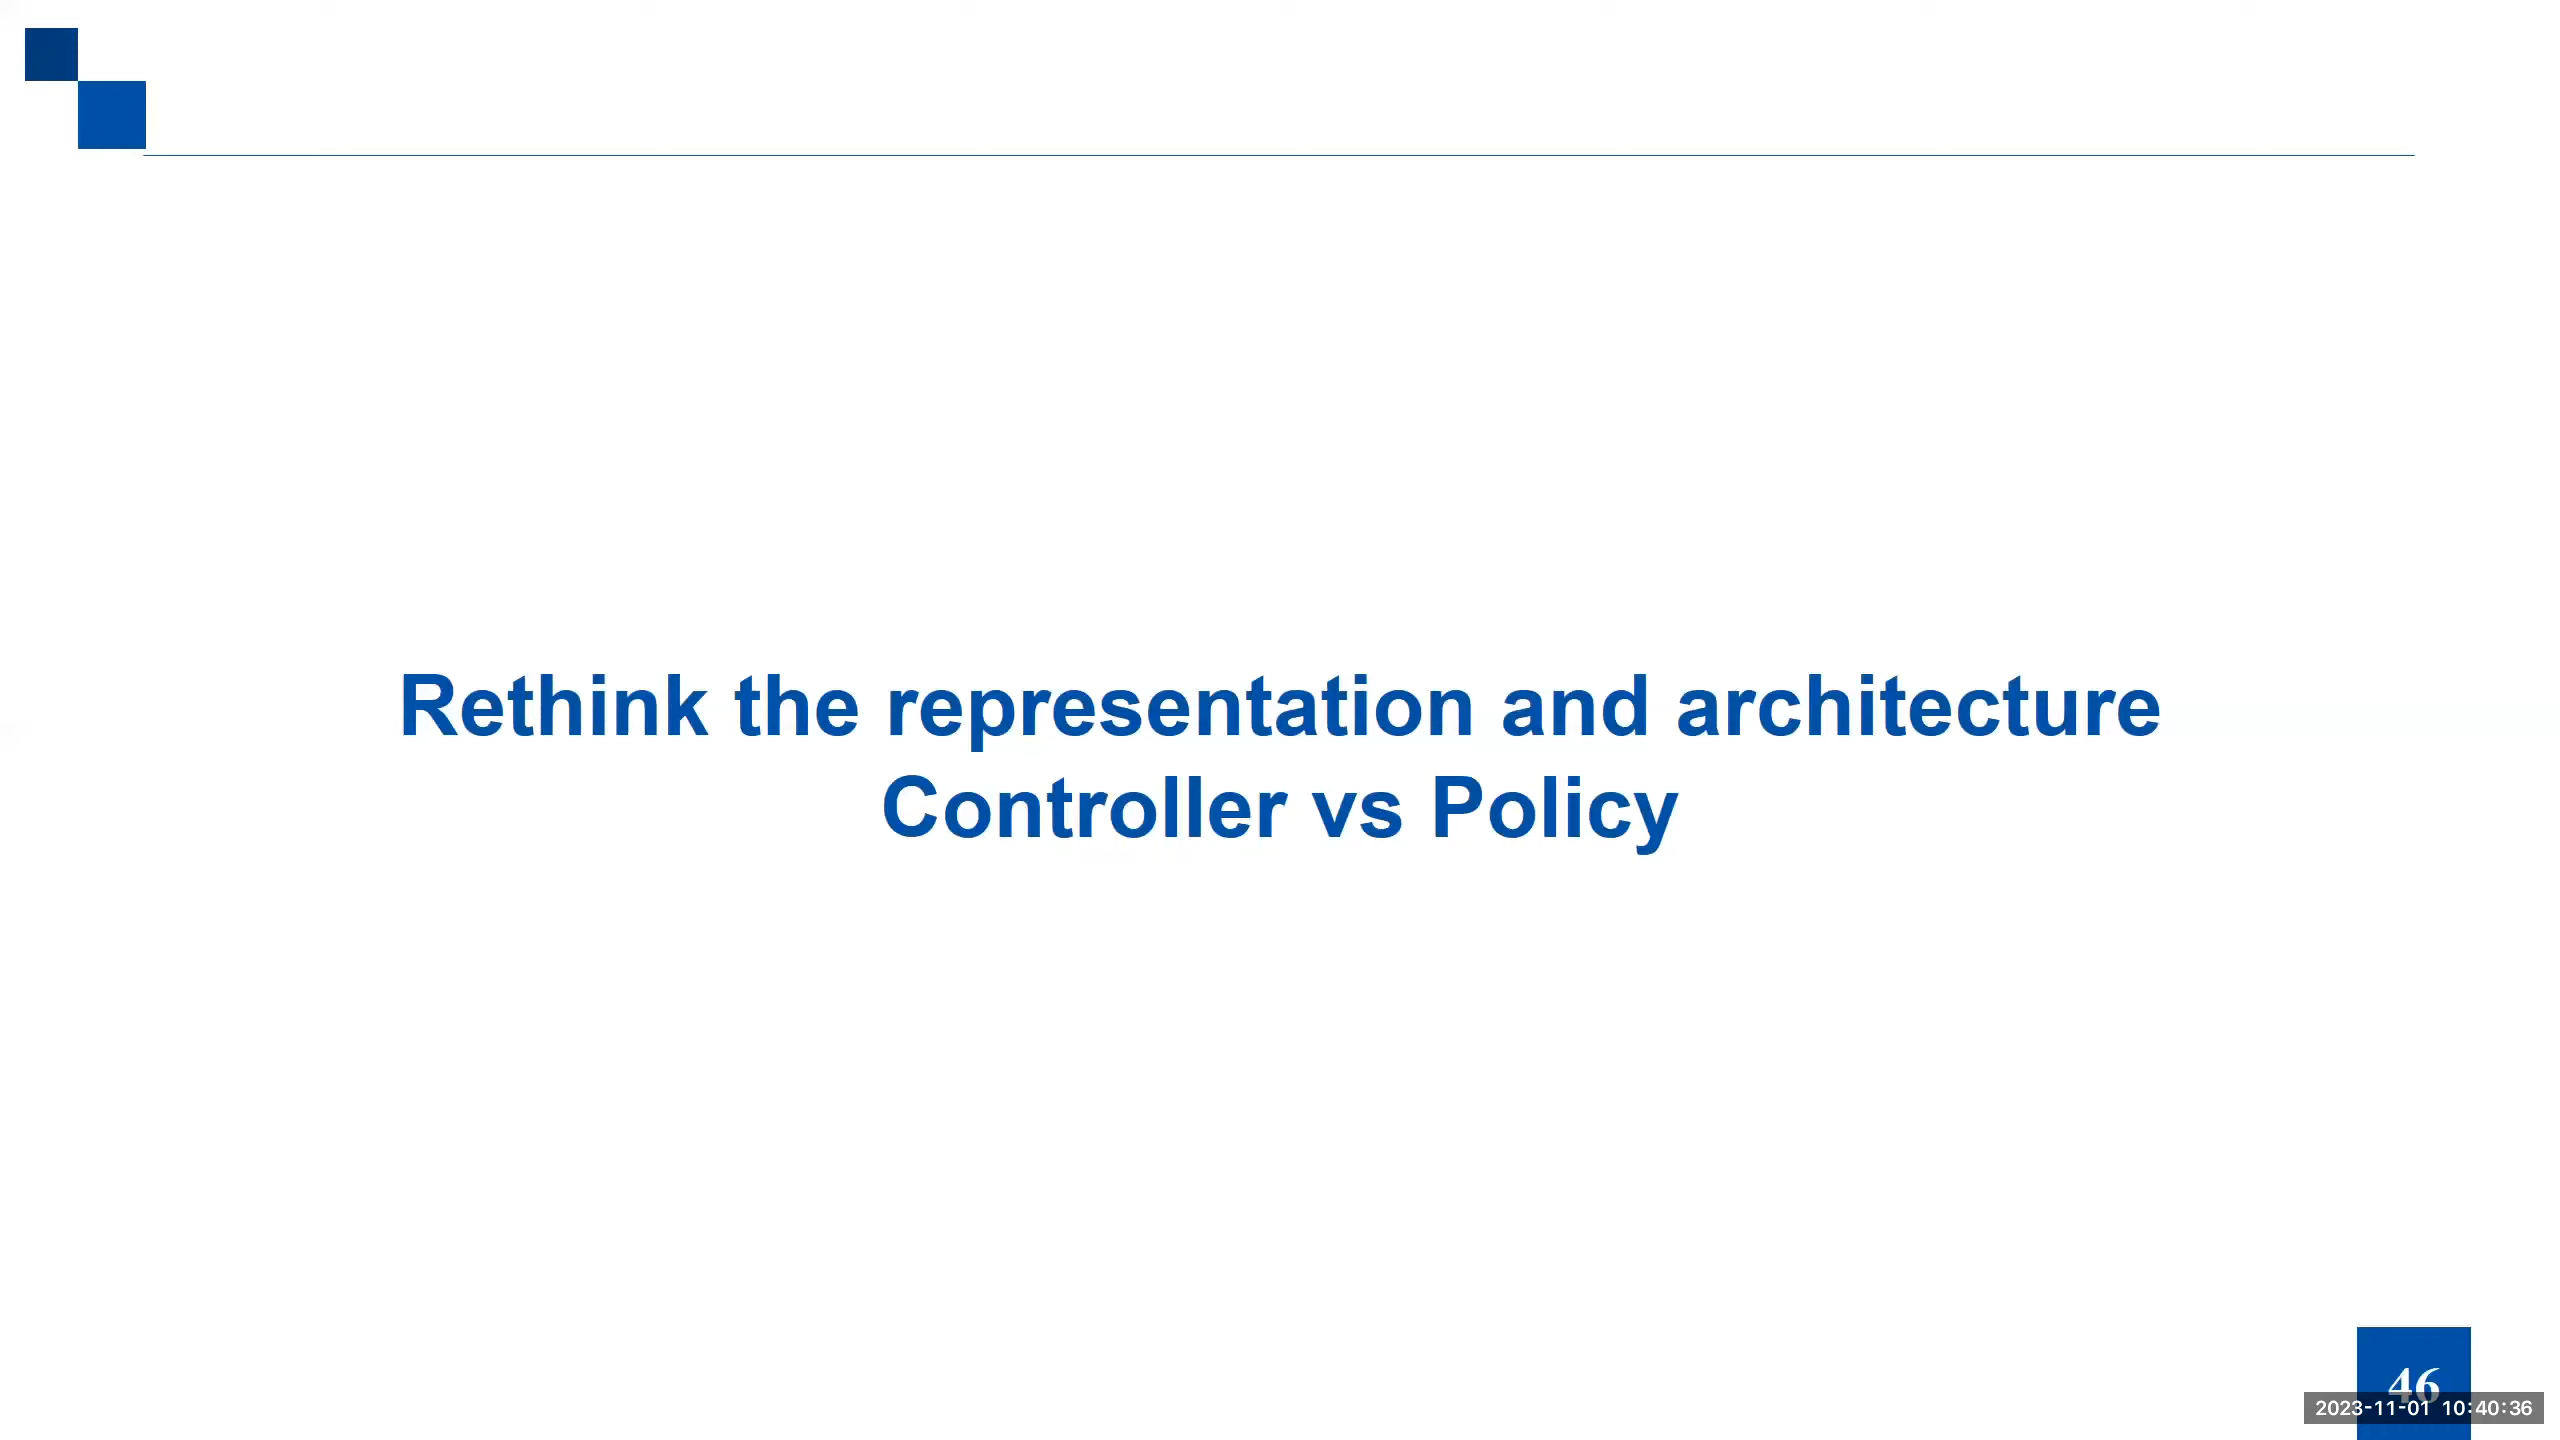 Rethink the representation and architecture
Controller vs Policy
46
2023-11-01 10:40:36